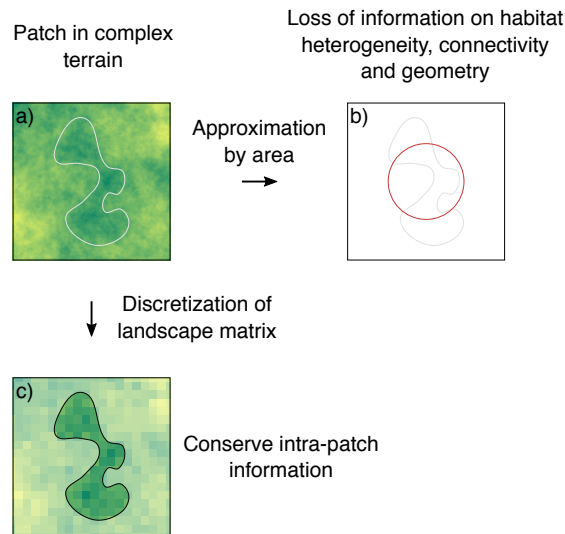 Patch in complex
terrain
Loss of information on habitat
heterogeneity, connectivity
and geometry
a)
Approximation
by area
b)
Discretization of
landscape matrix
c)
Conserve intra-patch
information